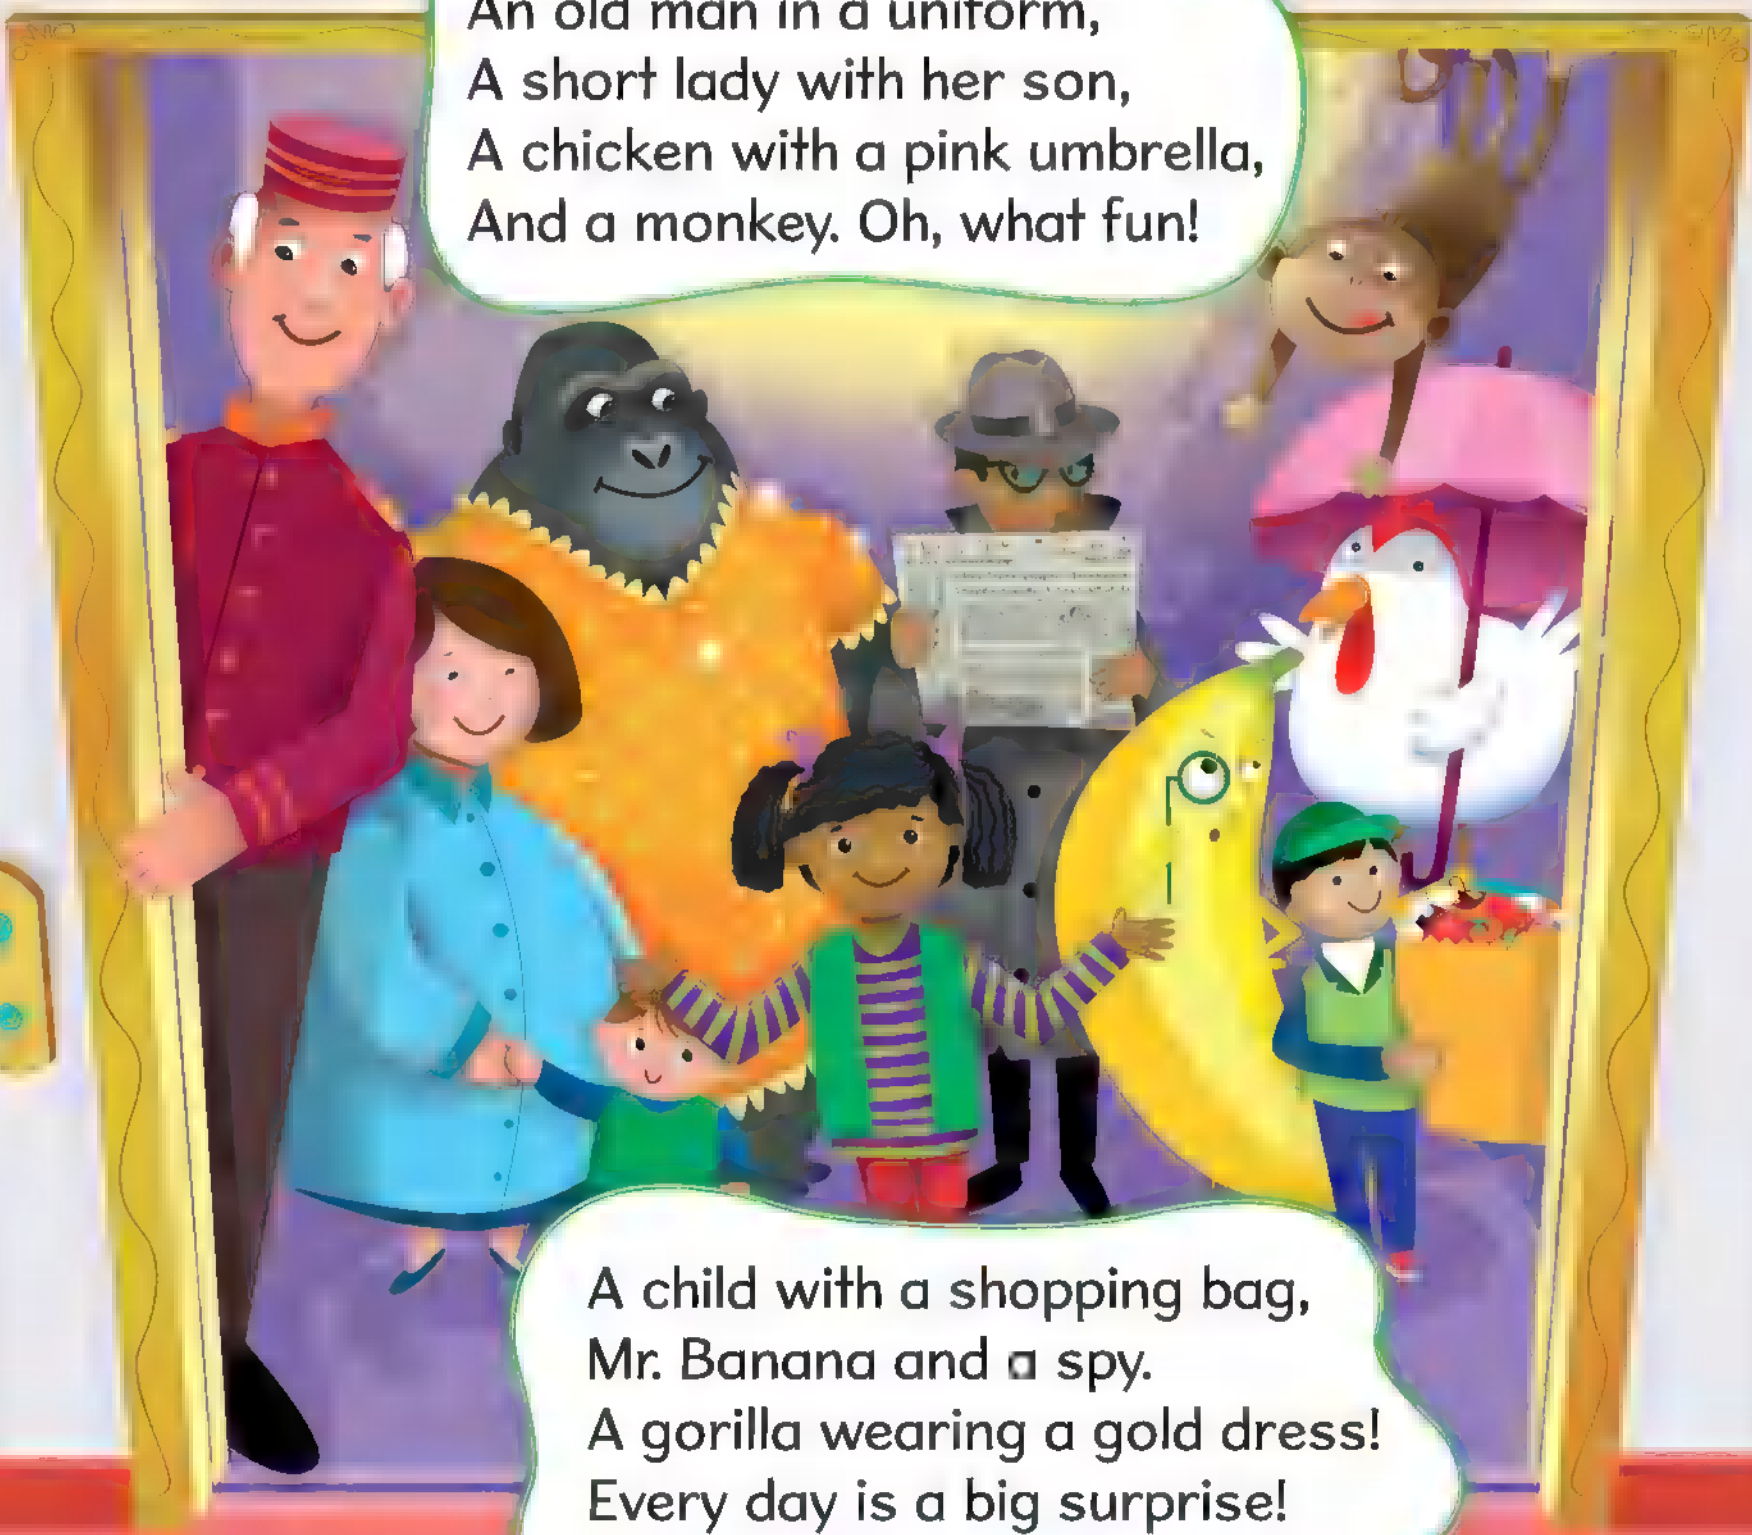 An old man in a uniform,
A short lady with her son,
A chicken with a pink umbrella,
And a monkey. Oh, what fun!
A child with a shopping bag,
Mr. Banana and a spy.
A gorilla wearing a gold dress!
Every day is a big surprise!